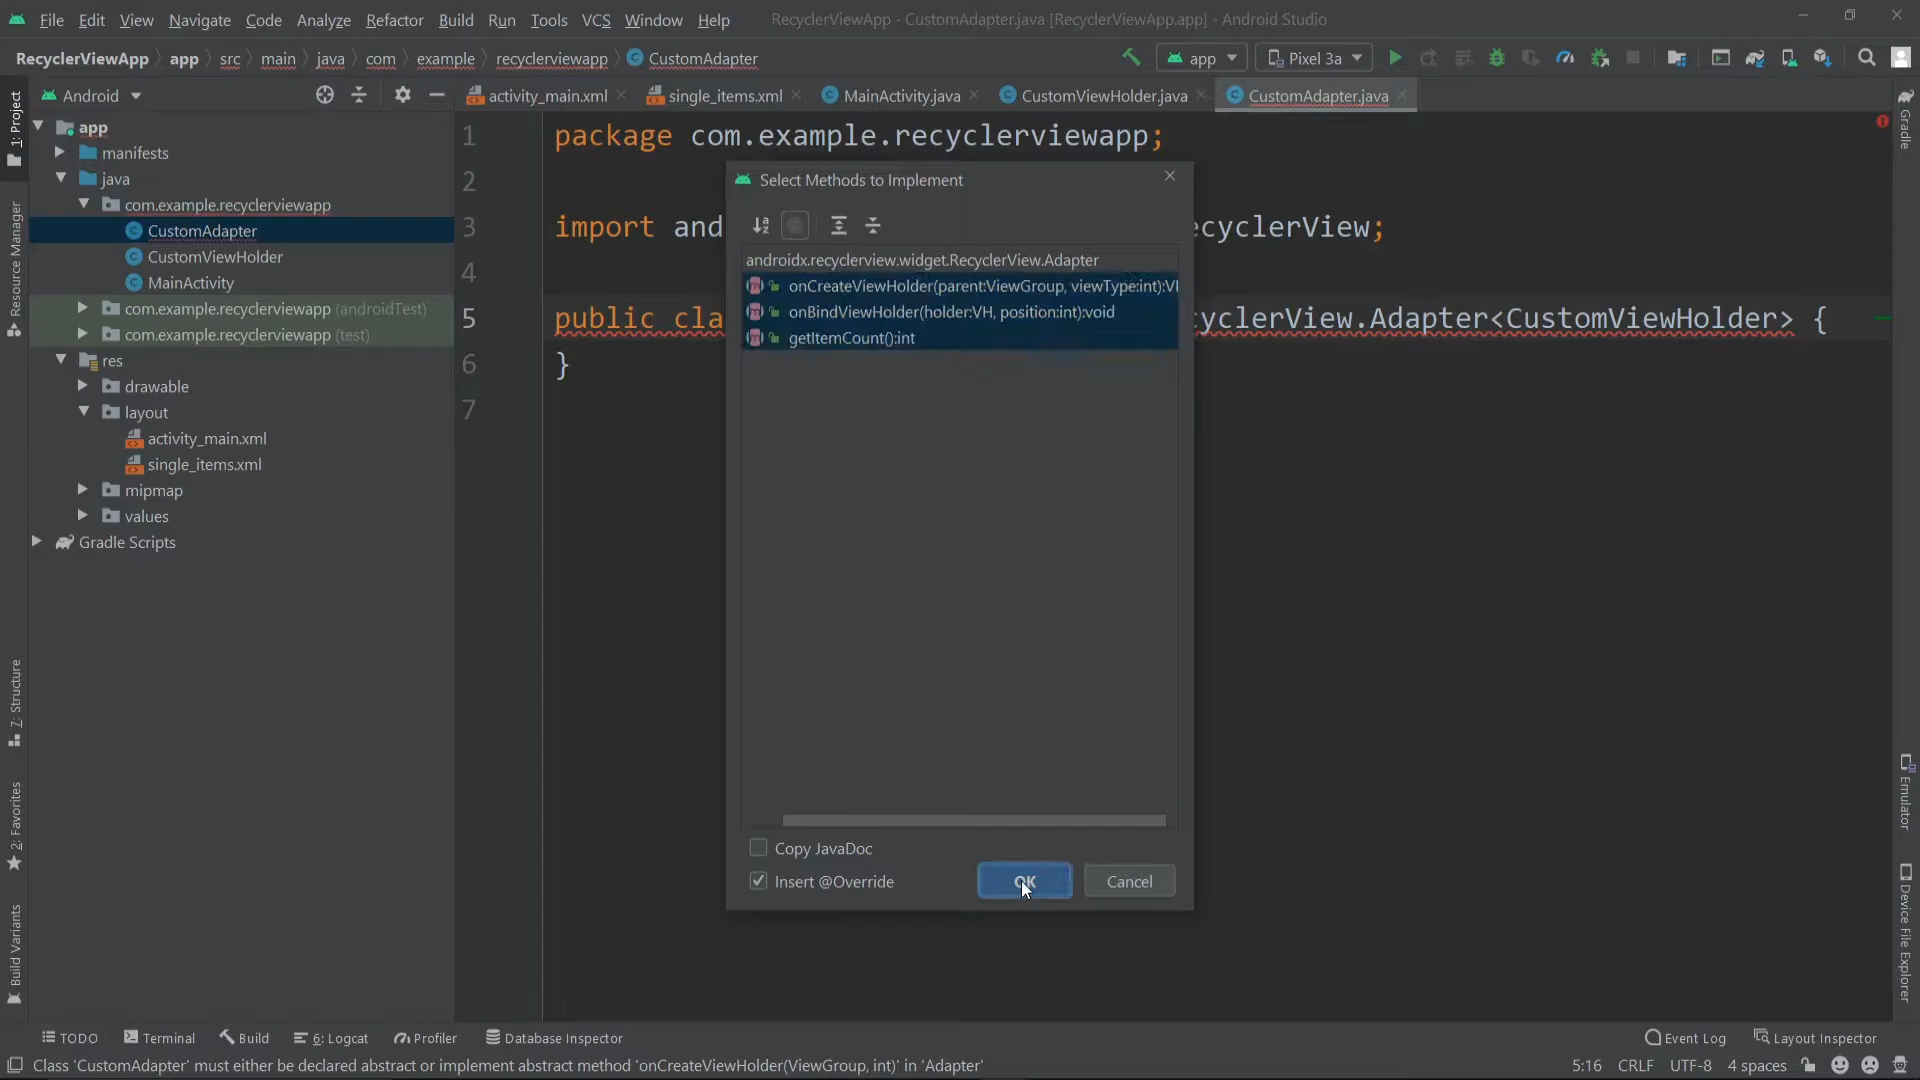 File Edit View Navigate Code Analyze Refactor Build Run Tools VCS Window Help RecyclerViewApp - CustomAdapter.java [RecyclerViewApp.app] - Android Studio
RecyclerViewApp app src main java com example recyclerviewapp CustomAdapter app Pixel 3a
Android activity_main.xml single_items.xml MainActivity.java CustomViewHolder.java CustomAdapter.java
1: Project
Resource Manager
7: Structure
2: Favorites
Build Variants
app
manifests
java
com.example.recyclerviewapp
CustomAdapter
CustomViewHolder
MainActivity
com.example.recyclerviewapp (androidTest)
com.example.recyclerviewapp (test)
res
drawable
layout
activity_main.xml
single_items.xml
mipmap
values
Gradle Scripts
1 package com.example.recyclerviewapp;
2
3 import and ecyclerView;
4
5 public cla cyclerView.Adapter<CustomViewHolder> {
6 }
7
Select Methods to Implement
androidx.recyclerview.widget.RecyclerView.Adapter
onCreateViewHolder(parent:ViewGroup, viewType:int):V
onBindViewHolder(holder:VH, position:int):void
getItemCount():int
Copy JavaDoc
Insert @Override
OK Cancel
Gradle
Emulator
Device File Explorer
TODO Terminal Build 6: Logcat Profiler Database Inspector Event Log Layout Inspector
Class 'CustomAdapter' must either be declared abstract or implement abstract method 'onCreateViewHolder(ViewGroup, int)' in 'Adapter' 5:16 CRLF UTF-8 4 spaces